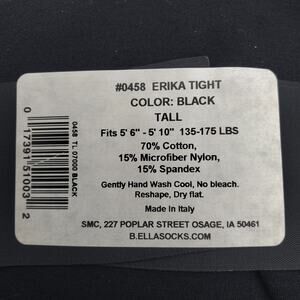 #0458 ERIKA TIGHT
COLOR: BLACK
TALL
Fits 5' 6" - 5' 10" 135-175 LBS
70% Cotton,
15% Microfiber Nylon,
15% Spandex
Gently Hand Wash Cool, No bleach.
Reshape, Dry flat.
Made In Italy
SMC, 227 POPLAR STREET OSAGE, IA 50461
B.ELLASOCKS.COM
0458 TL 07000 BLACK
0 17391 51003 2